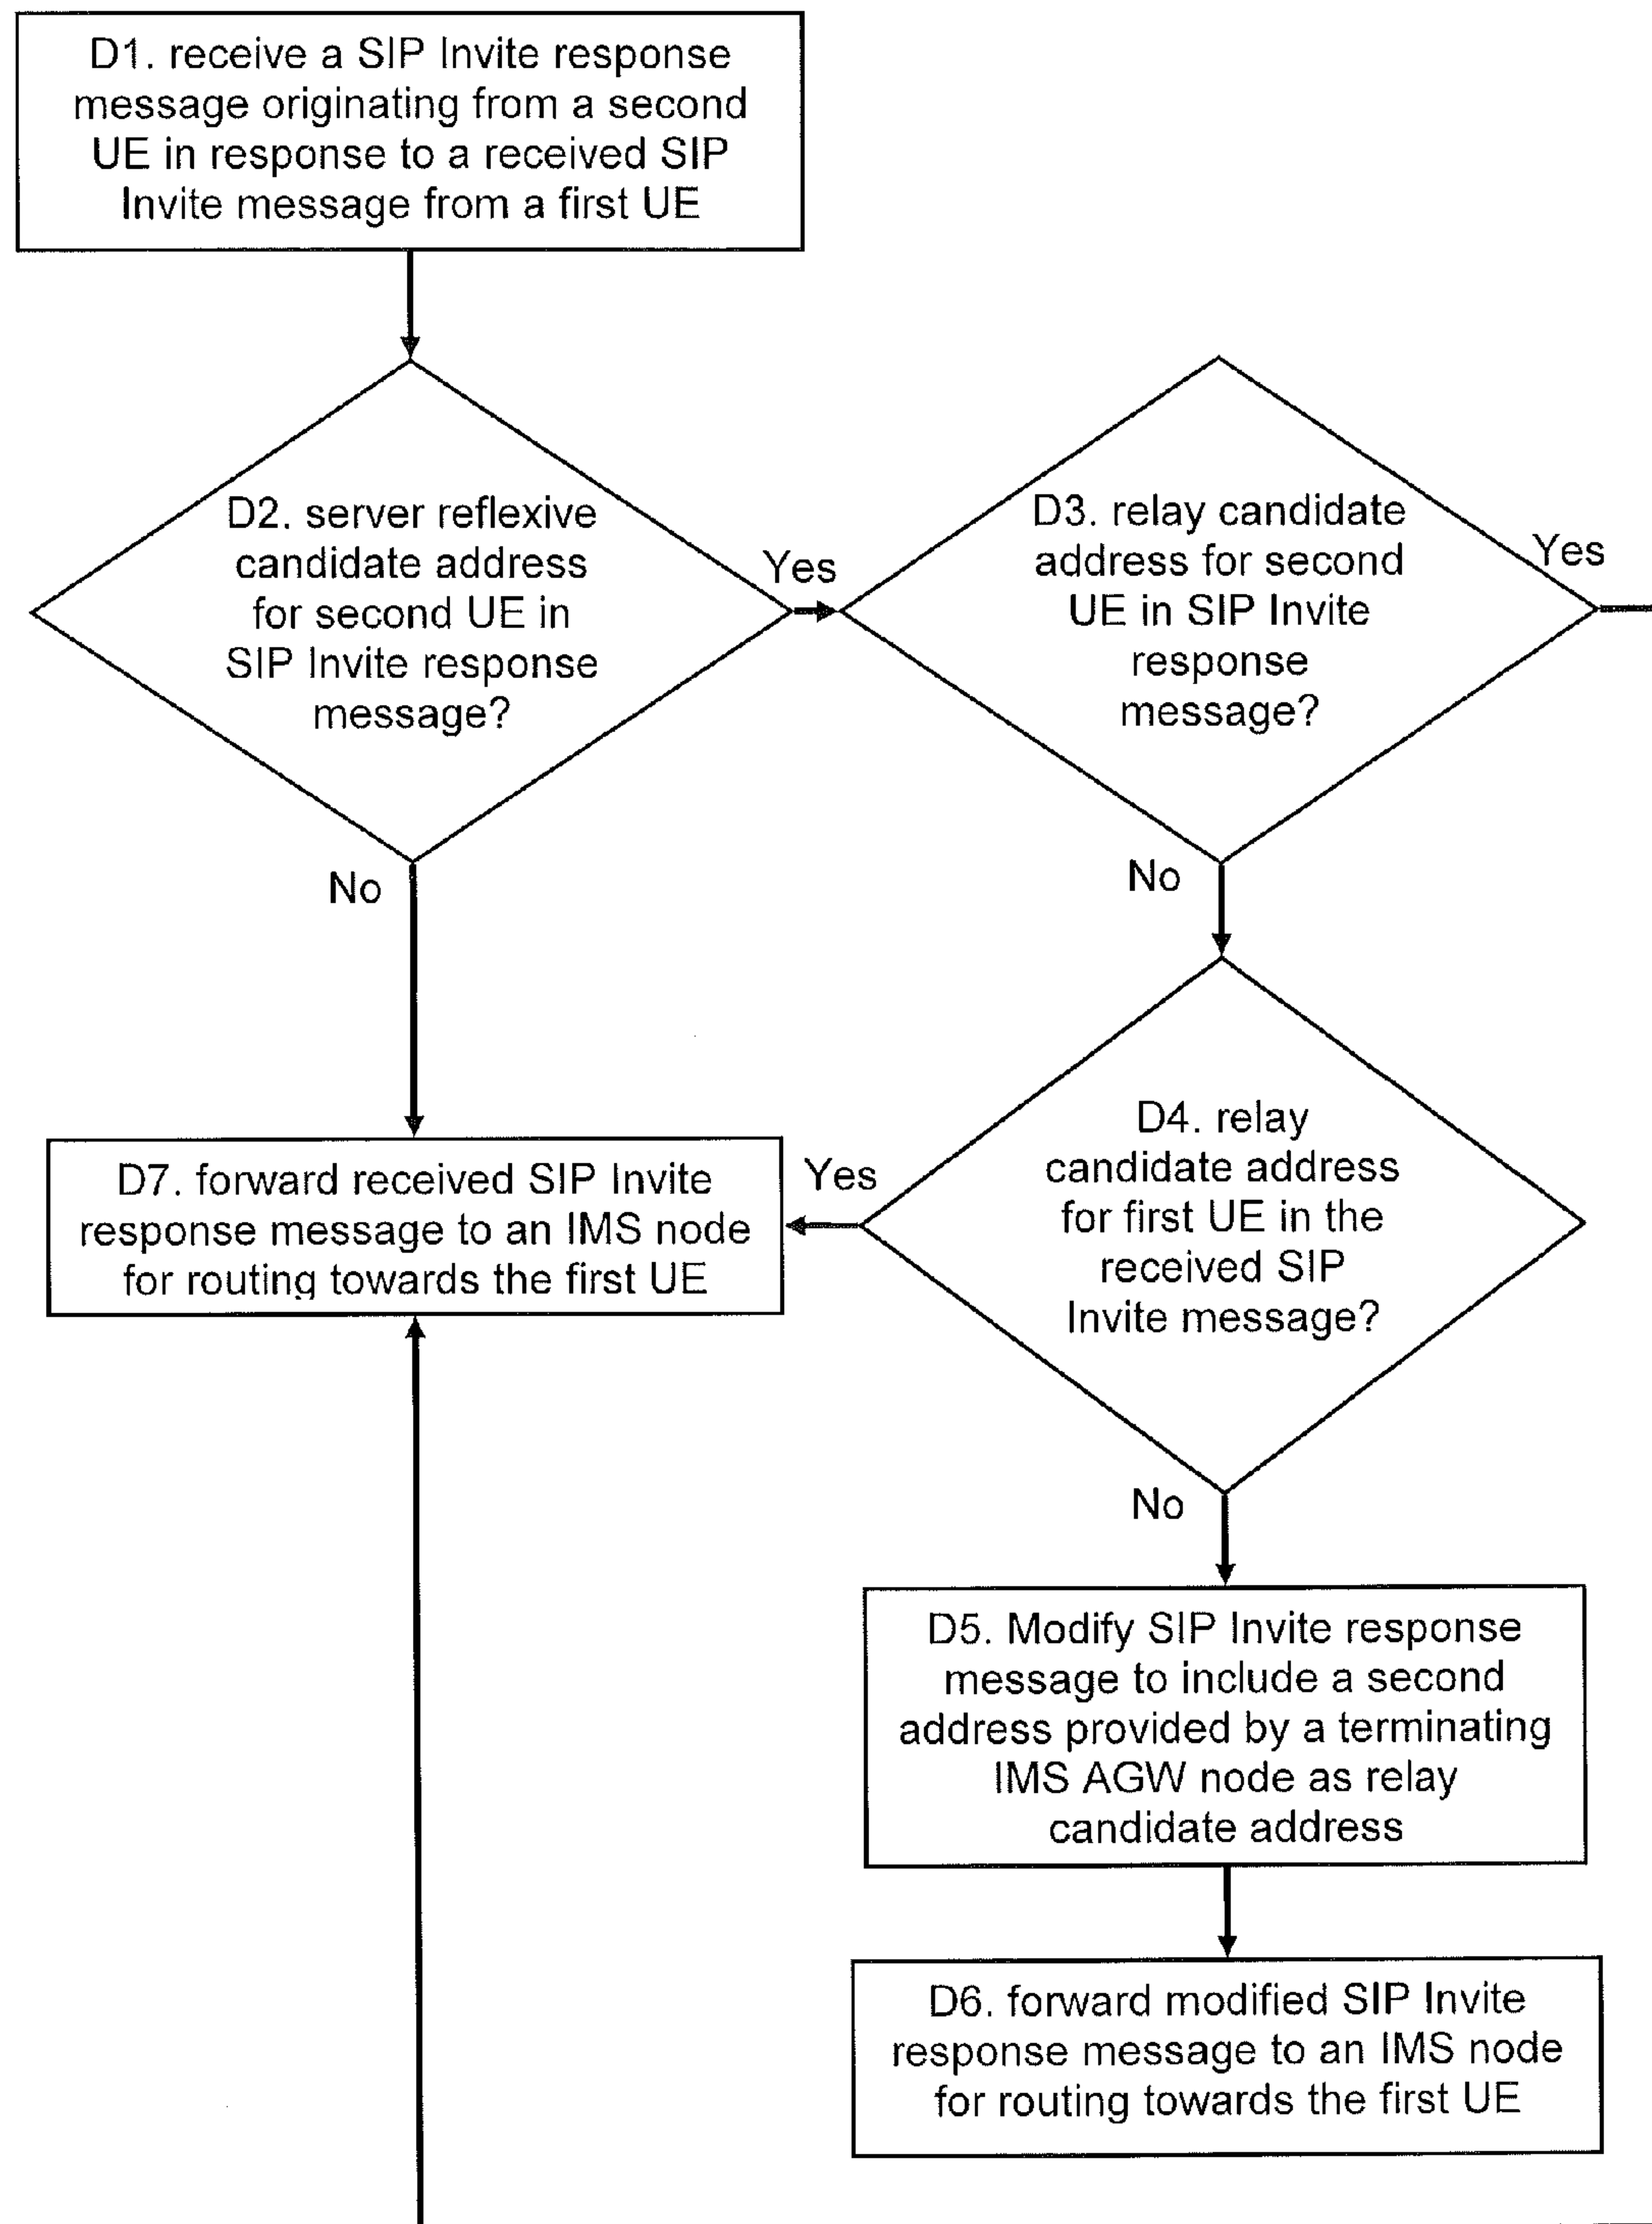 D1. receive a SIP Invite response
message originating from a second
UE in response to a received SIP
Invite message from a first UE
D2. server reflexive
candidate address
for second UE in
SIP Invite response
message?
Yes
No
D3. relay candidate
address for second
UE in SIP Invite
response
message?
Yes
No
D4. relay
candidate address
for first UE in the
received SIP
Invite message?
Yes
No
D7. forward received SIP Invite
response message to an IMS node
for routing towards the first UE
D5. Modify SIP Invite response
message to include a second
address provided by a terminating
IMS AGW node as relay
candidate address
D6. forward modified SIP Invite
response message to an IMS node
for routing towards the first UE